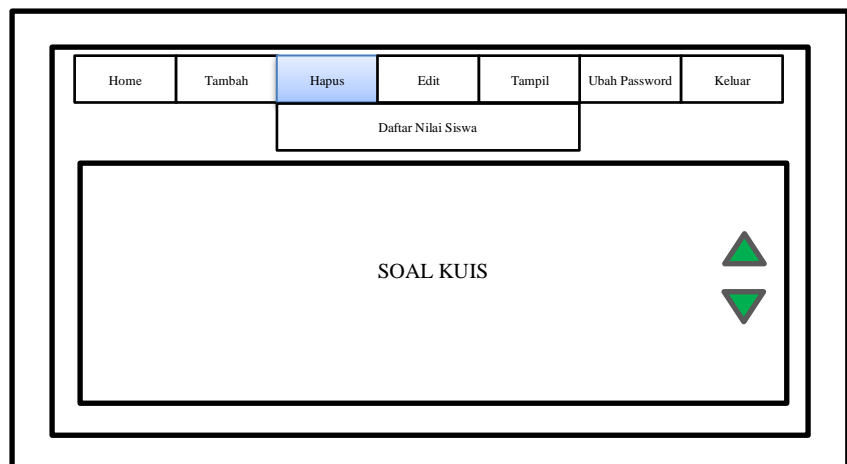 Home Tambah Hapus Edit Tampil Ubah Password Keluar
Daftar Nilai Siswa
SOAL KUIS